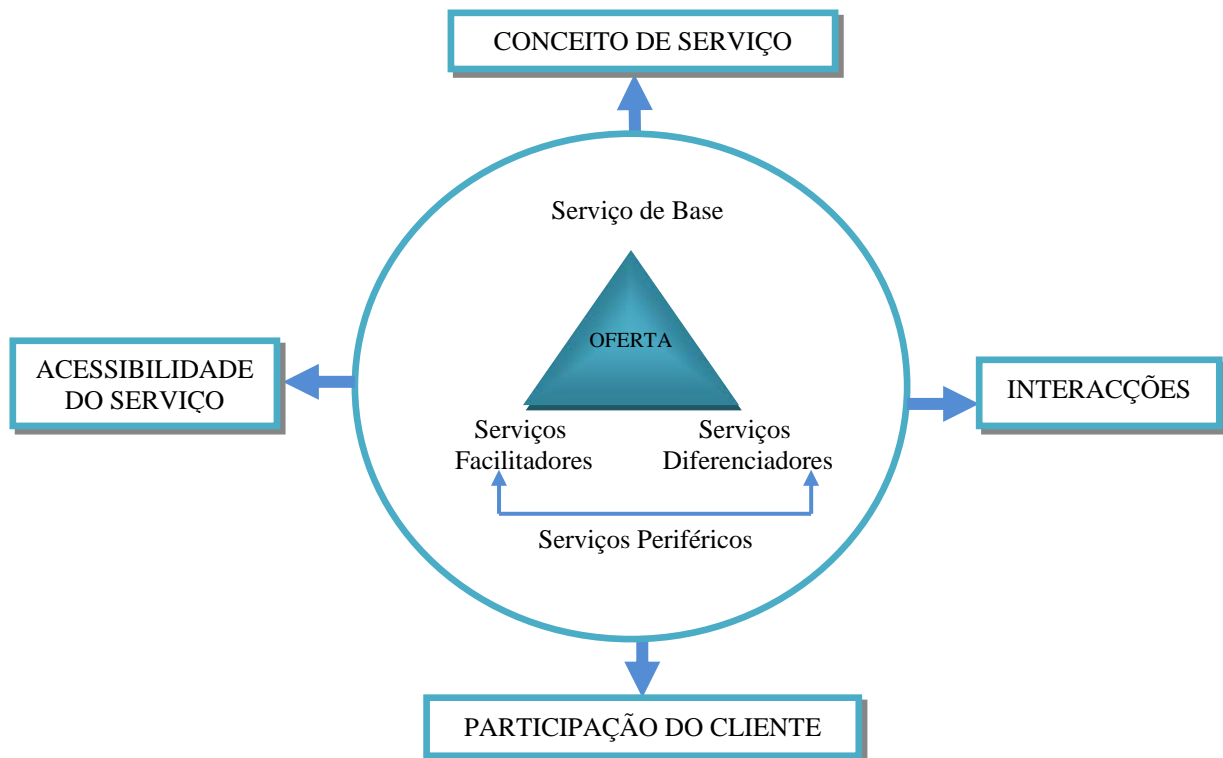 CONCEITO DE SERVIÇO
Serviço de Base
OFERTA
ACESSIBILIDADE
DO SERVIÇO
INTERACÇÕES
Serviços
Facilitadores
Serviços
Diferenciadores
Serviços Periféricos
PARTICIPAÇÃO DO CLIENTE